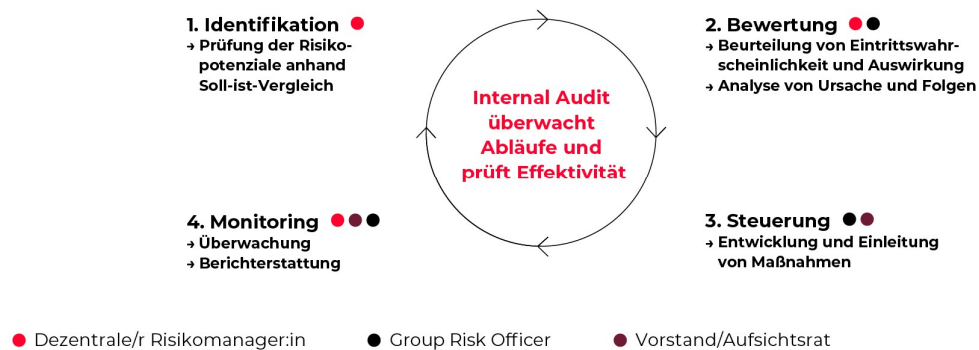 1. Identifikation
→ Prüfung der Risiko-
potenziale anhand
Soll-ist-Vergleich
2. Bewertung
→ Beurteilung von Eintrittswahr-
scheinlichkeit und Auswirkung
→ Analyse von Ursache und Folgen
Internal Audit
überwacht
Abläufe und
prüft Effektivität
4. Monitoring
→ Überwachung
→ Berichterstattung
3. Steuerung
→ Entwicklung und Einleitung
von Maßnahmen
Dezentrale/r Risikomanager:in
Group Risk Officer
Vorstand/Aufsichtsrat